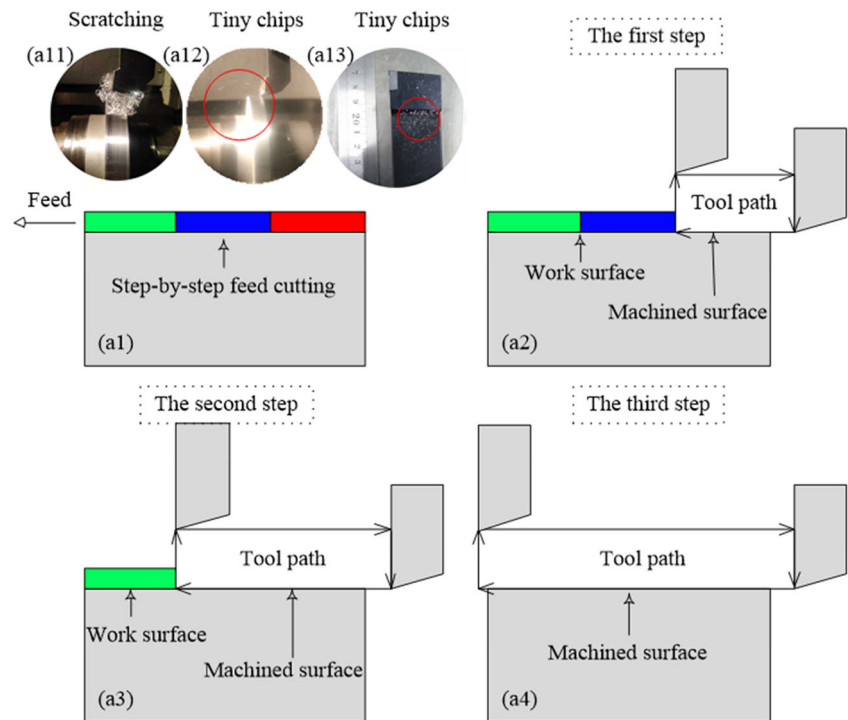 Scratching
Tiny chips
Tiny chips
(a11)
(a12)
(a13)
The first step
Feed
Tool path
Step-by-step feed cutting
Work surface
Machined surface
(a1)
(a2)
The second step
The third step
Tool path
Tool path
Work surface
Machined surface
Machined surface
(a3)
(a4)